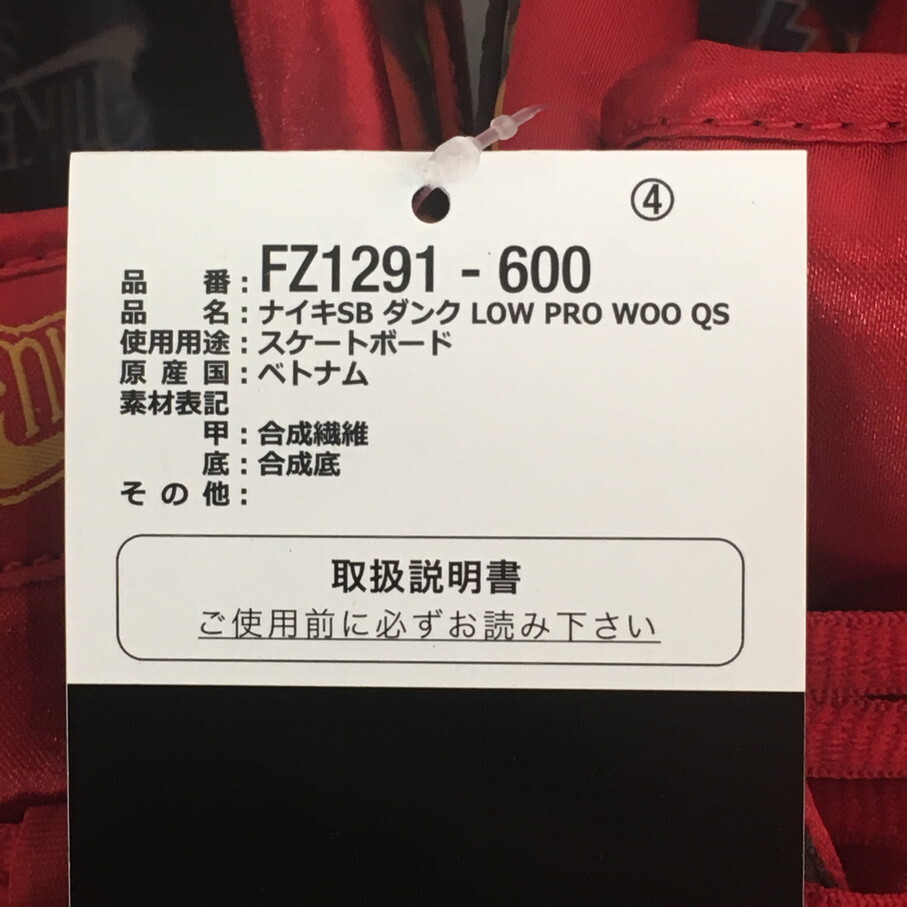 ④
品番：FZ1291 - 600
品名：ナイキSB ダンク LOW PRO WOO QS
使用用途：スケートボード
原産国：ベトナム
素材表記
甲：合成繊維
底：合成底
その他：
取扱説明書
ご使用前に必ずお読み下さい